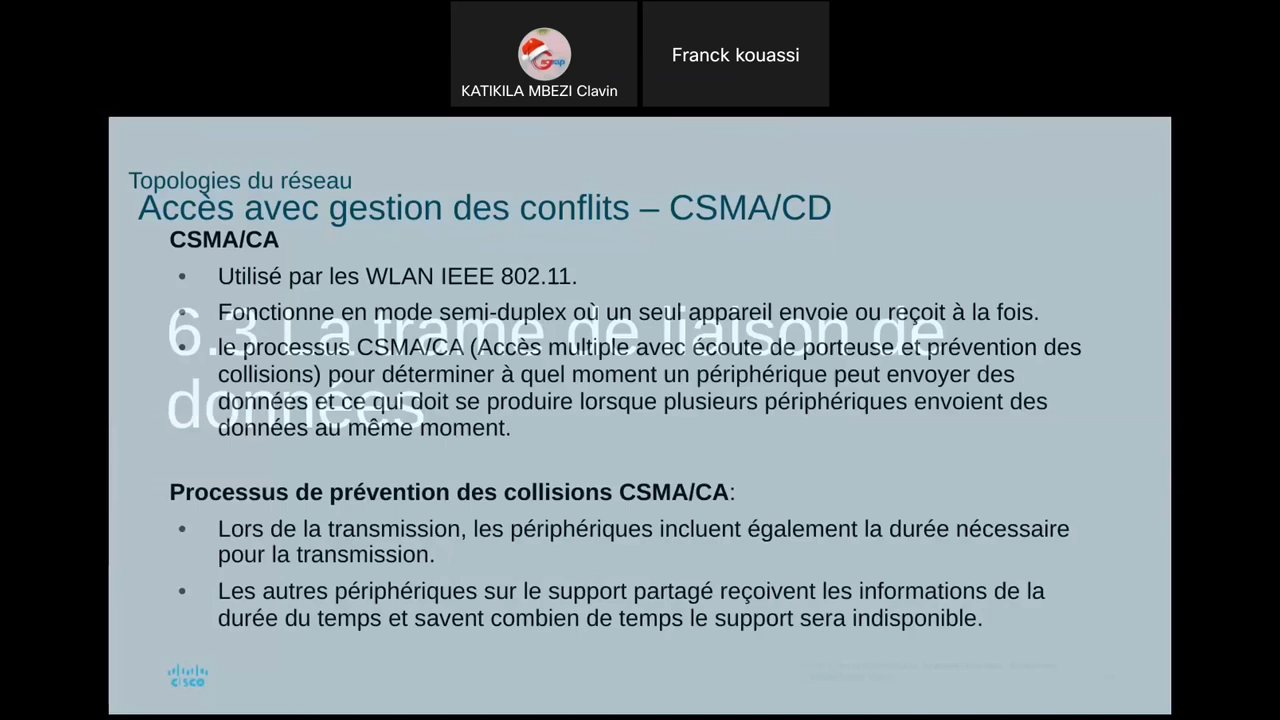 KATIKILA MBEZI Clavin
Franck kouassi
Topologies du réseau
Accès avec gestion des conflits – CSMA/CD
CSMA/CA
• Utilisé par les WLAN IEEE 802.11.
• Fonctionne en mode semi-duplex où un seul appareil envoie ou reçoit à la fois.
6.3 La trame de liaison de
données
• le processus CSMA/CA (Accès multiple avec écoute de porteuse et prévention des
collisions) pour déterminer à quel moment un périphérique peut envoyer des
données et ce qui doit se produire lorsque plusieurs périphériques envoient des
données au même moment.
Processus de prévention des collisions CSMA/CA:
• Lors de la transmission, les périphériques incluent également la durée nécessaire
pour la transmission.
• Les autres périphériques sur le support partagé reçoivent les informations de la
durée du temps et savent combien de temps le support sera indisponible.
CISCO